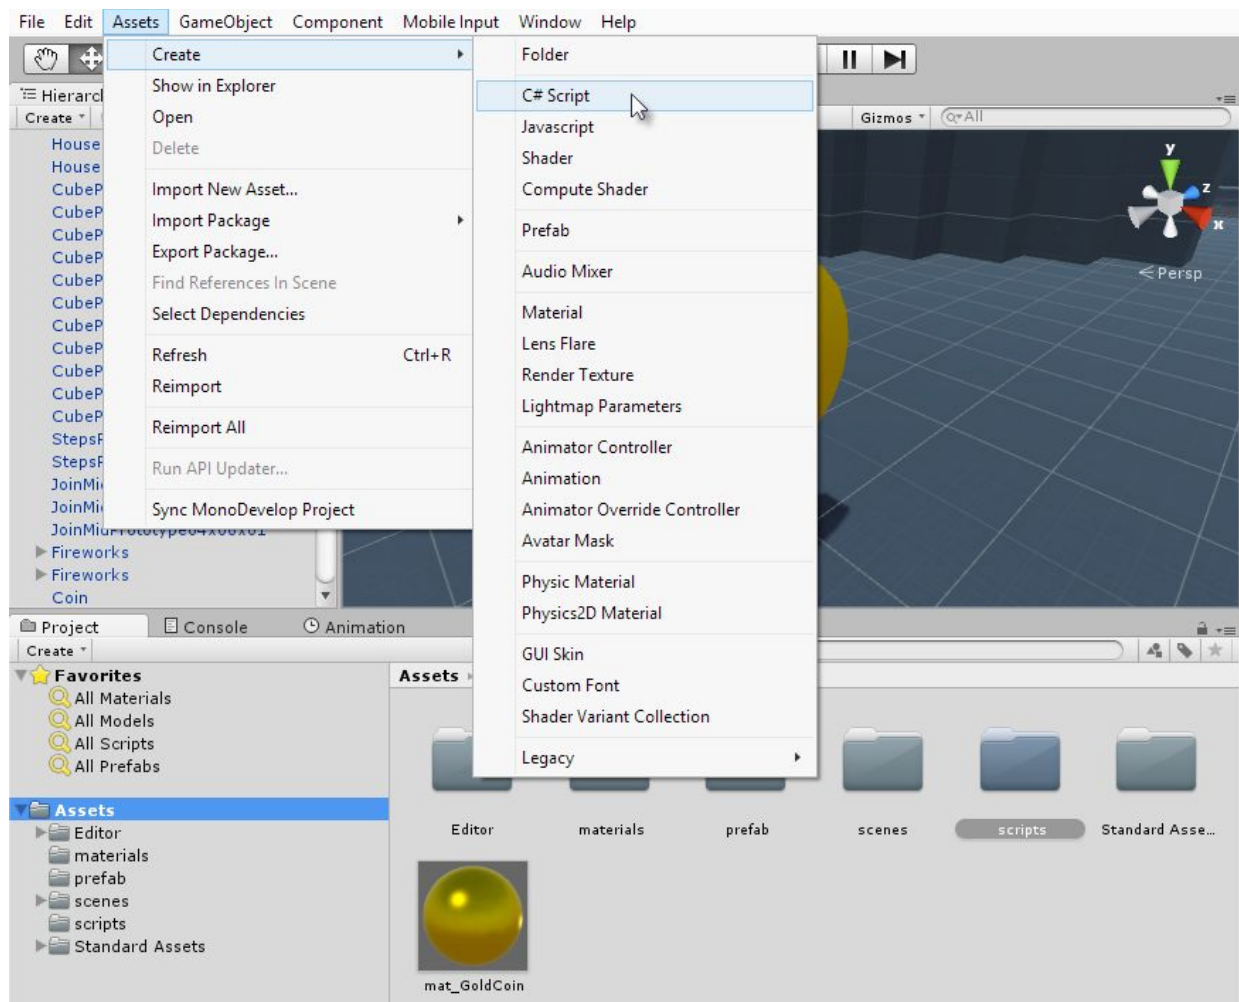 File Edit Assets GameObject Component Mobile Input Window Help
Create
Show in Explorer
Open
Delete
Import New Asset...
Import Package
Export Package...
Find References In Scene
Select Dependencies
Refresh Ctrl+R
Reimport
Reimport All
Run API Updater...
Sync MonoDevelop Project
Folder
C# Script
Javascript
Shader
Compute Shader
Prefab
Audio Mixer
Material
Lens Flare
Render Texture
Lightmap Parameters
Animator Controller
Animation
Animator Override Controller
Avatar Mask
Physic Material
Physics2D Material
GUI Skin
Custom Font
Shader Variant Collection
Legacy
Hierarc
Create
House
House
CubeP
CubeP
CubeP
CubeP
CubeP
CubeP
CubeP
CubeP
CubeP
CubeP
CubeP
Steps
Steps
JoinMi
JoinMi
Fireworks
Fireworks
Coin
Gizmos All
y
z
x
Persp
Project Console Animation
Create
Favorites
All Materials
All Models
All Scripts
All Prefabs
Assets
Editor
materials
prefab
scenes
scripts
Standard Assets
Assets
Editor materials prefab scenes scripts Standard Asse...
mat_GoldCoin